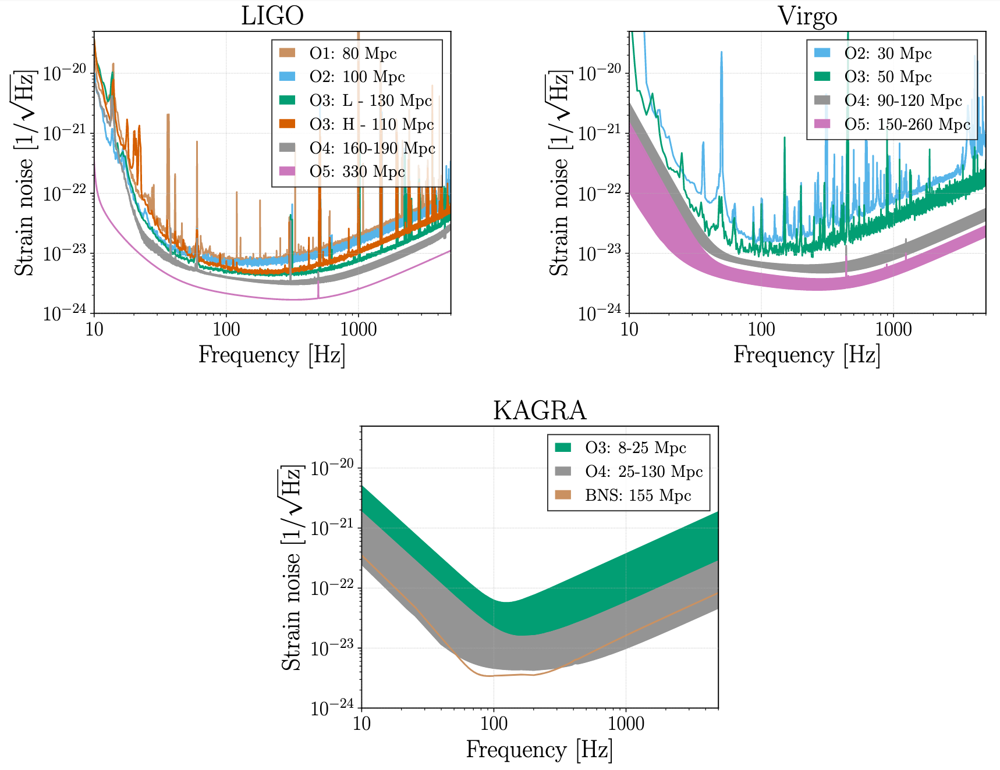 LIGO
Strain noise [1/√Hz]
10−20
10−21
10−22
10−23
10−24
O1: 80 Mpc
O2: 100 Mpc
O3: L - 130 Mpc
O3: H - 110 Mpc
O4: 160-190 Mpc
O5: 330 Mpc
10 100 1000
Frequency [Hz]
Virgo
Strain noise [1/√Hz]
10−20
10−21
10−22
10−23
10−24
O2: 30 Mpc
O3: 50 Mpc
O4: 90-120 Mpc
O5: 150-260 Mpc
10 100 1000
Frequency [Hz]
KAGRA
Strain noise [1/√Hz]
10−20
10−21
10−22
10−23
10−24
O3: 8-25 Mpc
O4: 25-130 Mpc
BNS: 155 Mpc
10 100 1000
Frequency [Hz]